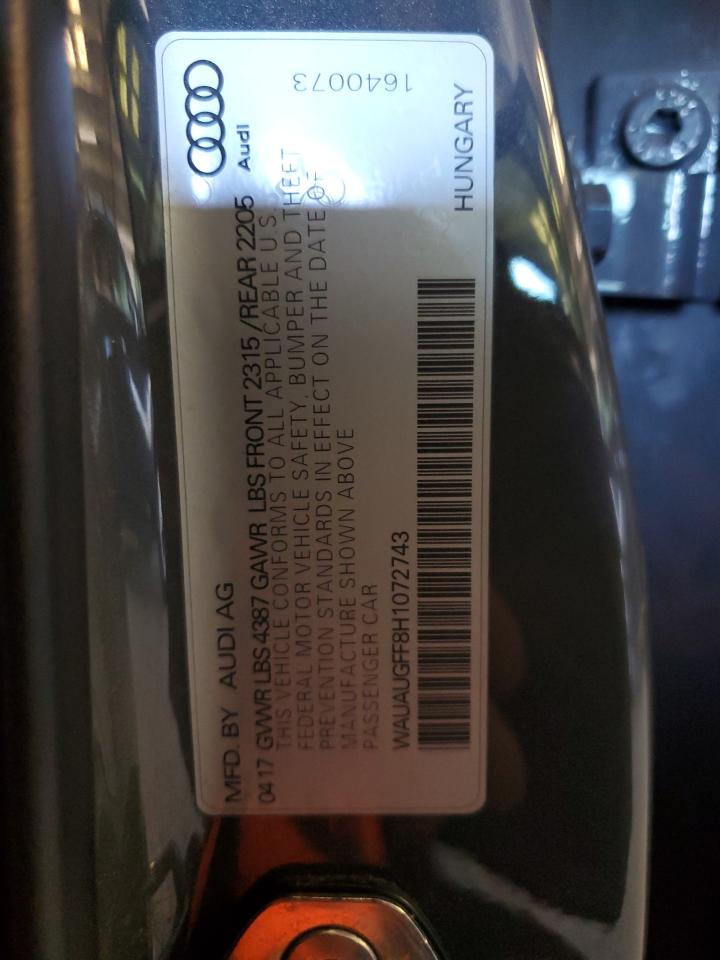 MFD. BY AUDI AG
Audi
04 17 GVWR LBS 4387 GAWR LBS FRONT 2315 /REAR 2205
THIS VEHICLE CONFORMS TO ALL APPLICABLE U.S.
FEDERAL MOTOR VEHICLE SAFETY, BUMPER AND THEFT
PREVENTION STANDARDS IN EFFECT ON THE DATE OF
MANUFACTURE SHOWN ABOVE
PASSENGER CAR
1640073
WAUAUGFF8H1072743
HUNGARY